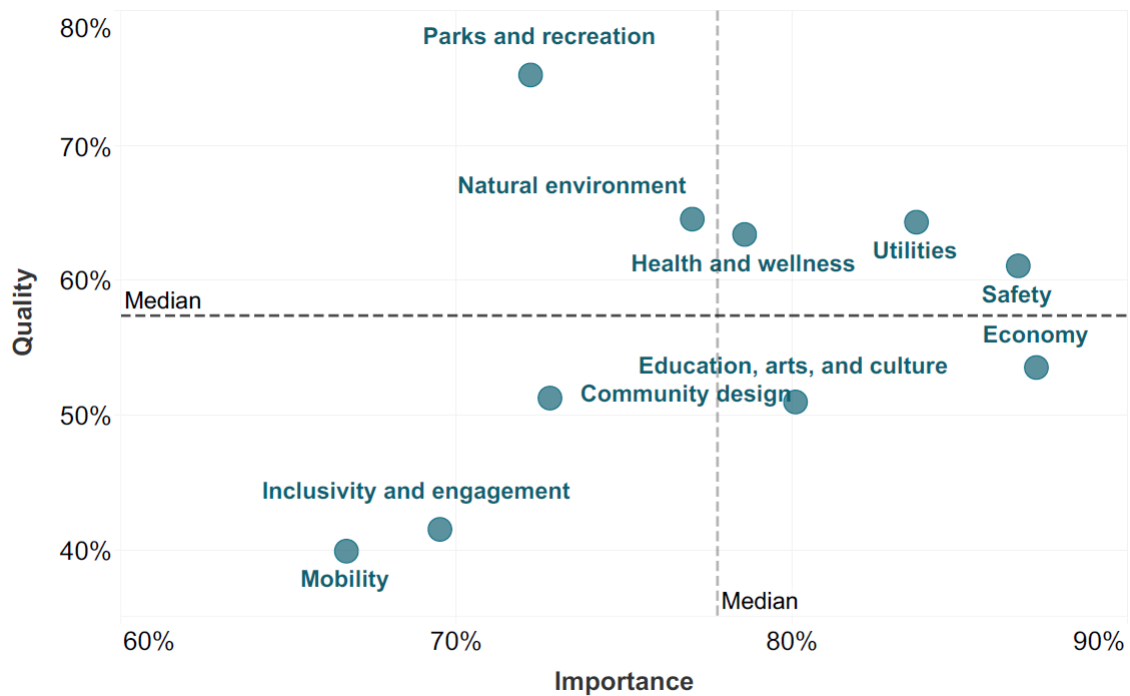 80%
Parks and recreation
70%
Natural environment
Health and wellness
Utilities
60%
Safety
Median
Economy
Education, arts, and culture
Community design
50%
Inclusivity and engagement
40%
Mobility
Median
60%
70%
80%
90%
Quality
Importance